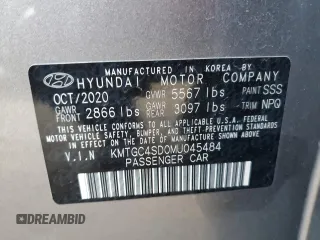 MANUFACTURED BY
HYUNDAI MOTOR COMPANY
OCT/2020 GVWR 5567 lbs PAINT SSS
GAWR FRONT 2866 lbs GAWR REAR 3097 lbs TRIM NPQ
THIS VEHICLE CONFORMS TO ALL APPLICABLE FEDERAL
MOTOR VEHICLE SAFETY, BUMPER, AND THEFT PREVENTION
STANDARDS IN EFFECT ON THE DATE OF MANUFACTURE
SHOWN ABOVE.
V.I.N KMTGC4SD0MU045484
PASSENGER CAR
DREAMBID